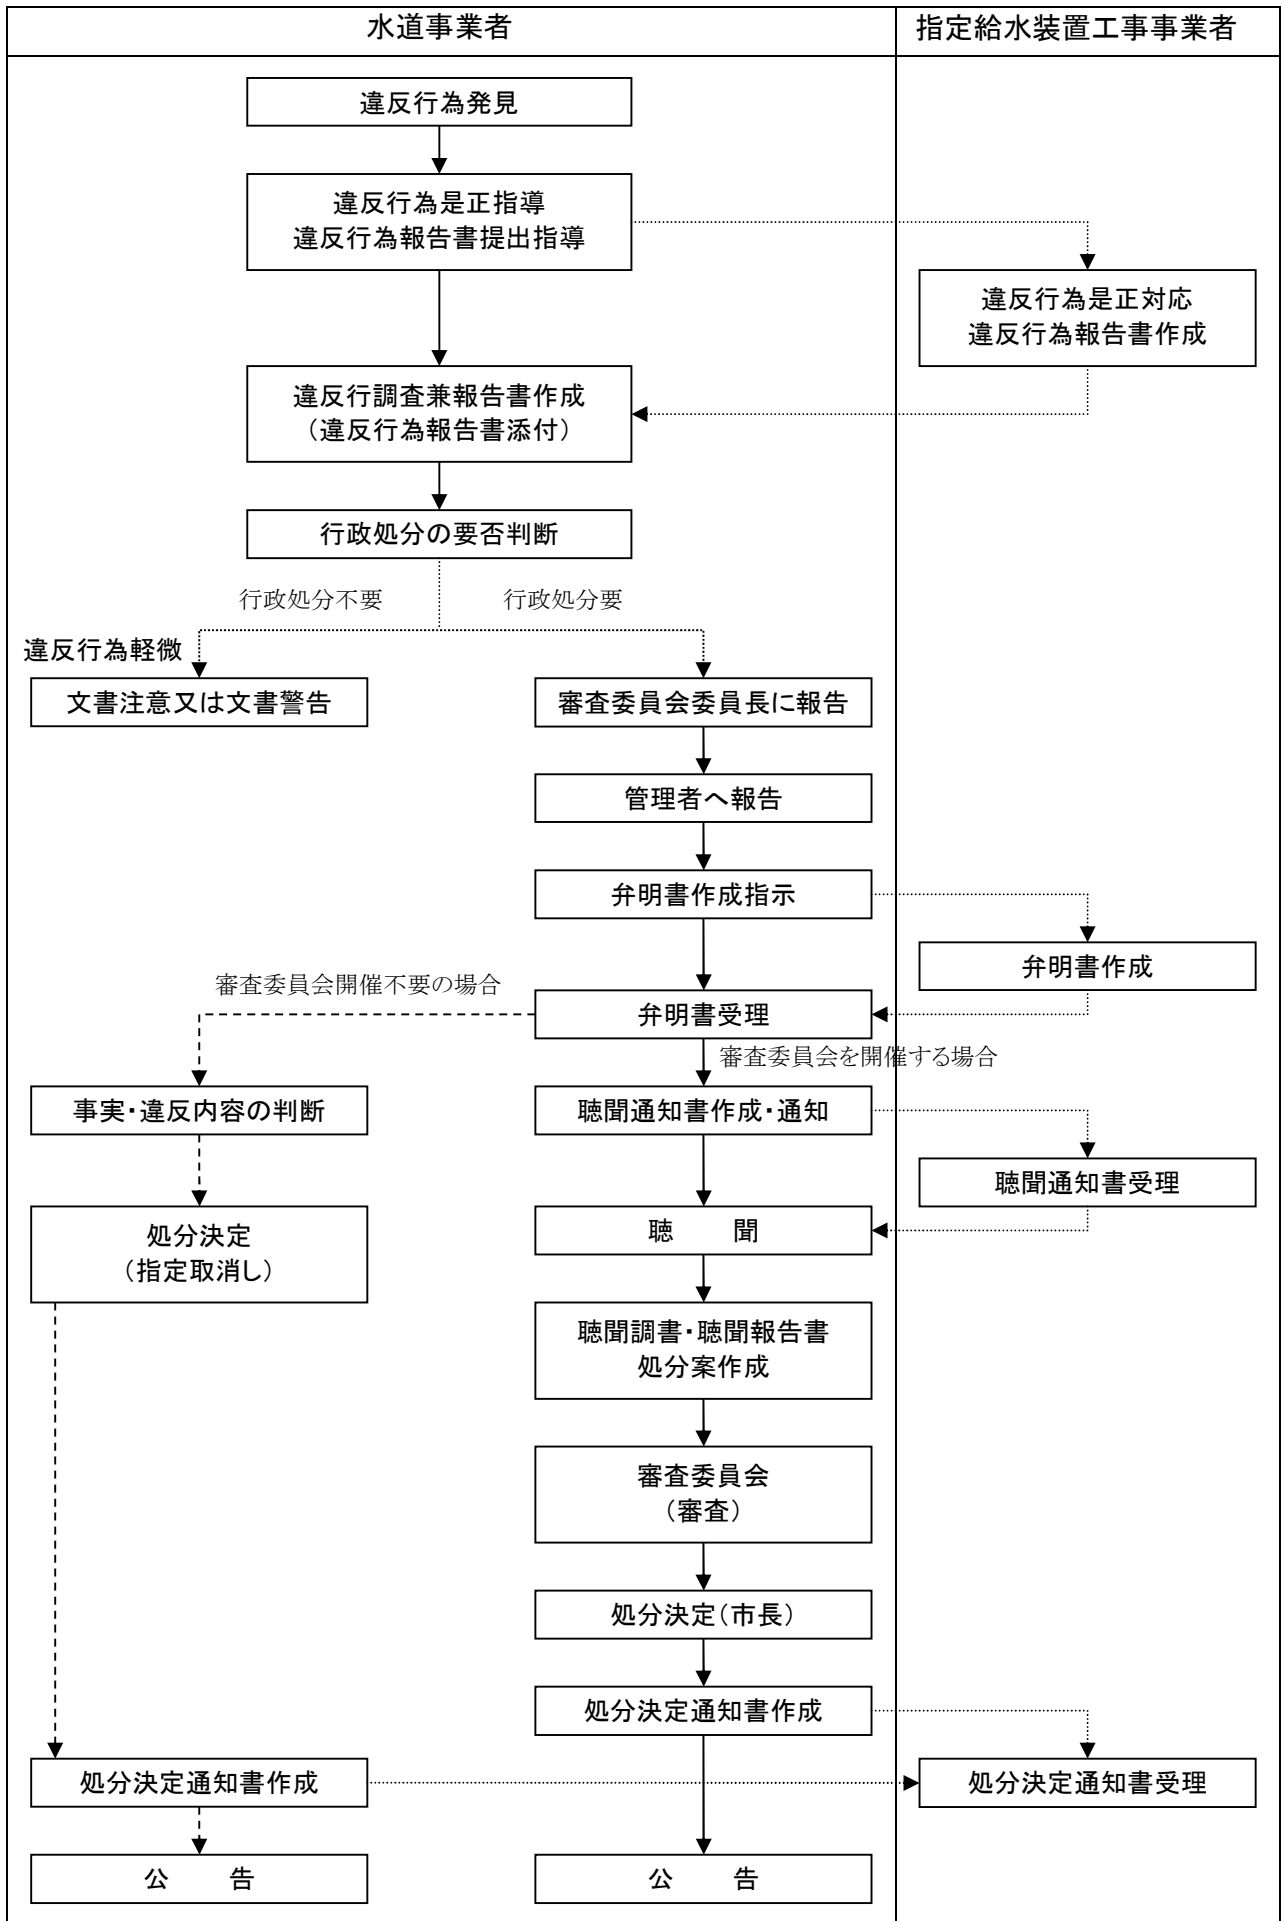 水道事業者
指定給水装置工事事業者
違反行為発見
違反行為是正指導
違反行為報告書提出指導
違反行為是正対応
違反行為報告書作成
違反行調査兼報告書作成
（違反行為報告書添付）
行政処分の要否判断
行政処分不要
行政処分要
違反行為軽微
文書注意又は文書警告
審査委員会委員長に報告
管理者へ報告
弁明書作成指示
弁明書作成
審査委員会開催不要の場合
弁明書受理
審査委員会を開催する場合
事実・違反内容の判断
聴聞通知書作成・通知
聴聞通知書受理
処分決定
（指定取消し）
聴　　聞
聴聞調書・聴聞報告書
処分案作成
審査委員会
（審査）
処分決定（市長）
処分決定通知書作成
処分決定通知書作成
処分決定通知書受理
公　　告
公　　告